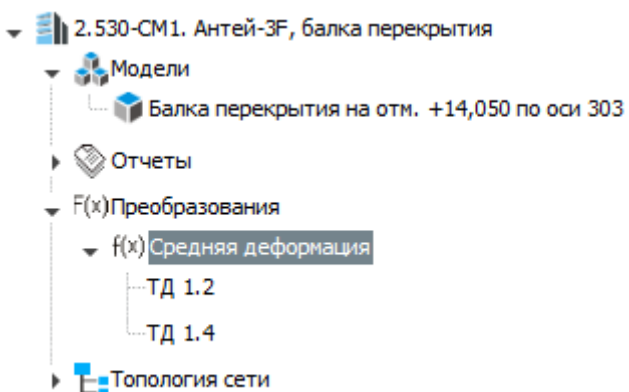 2.530-СМ1. Антей-3F, балка перекрытия
Модели
Балка перекрытия на отм. +14,050 по оси 303
Отчеты
F(x)Преобразования
f(x) Средняя деформация
ТД 1.2
ТД 1.4
Топология сети